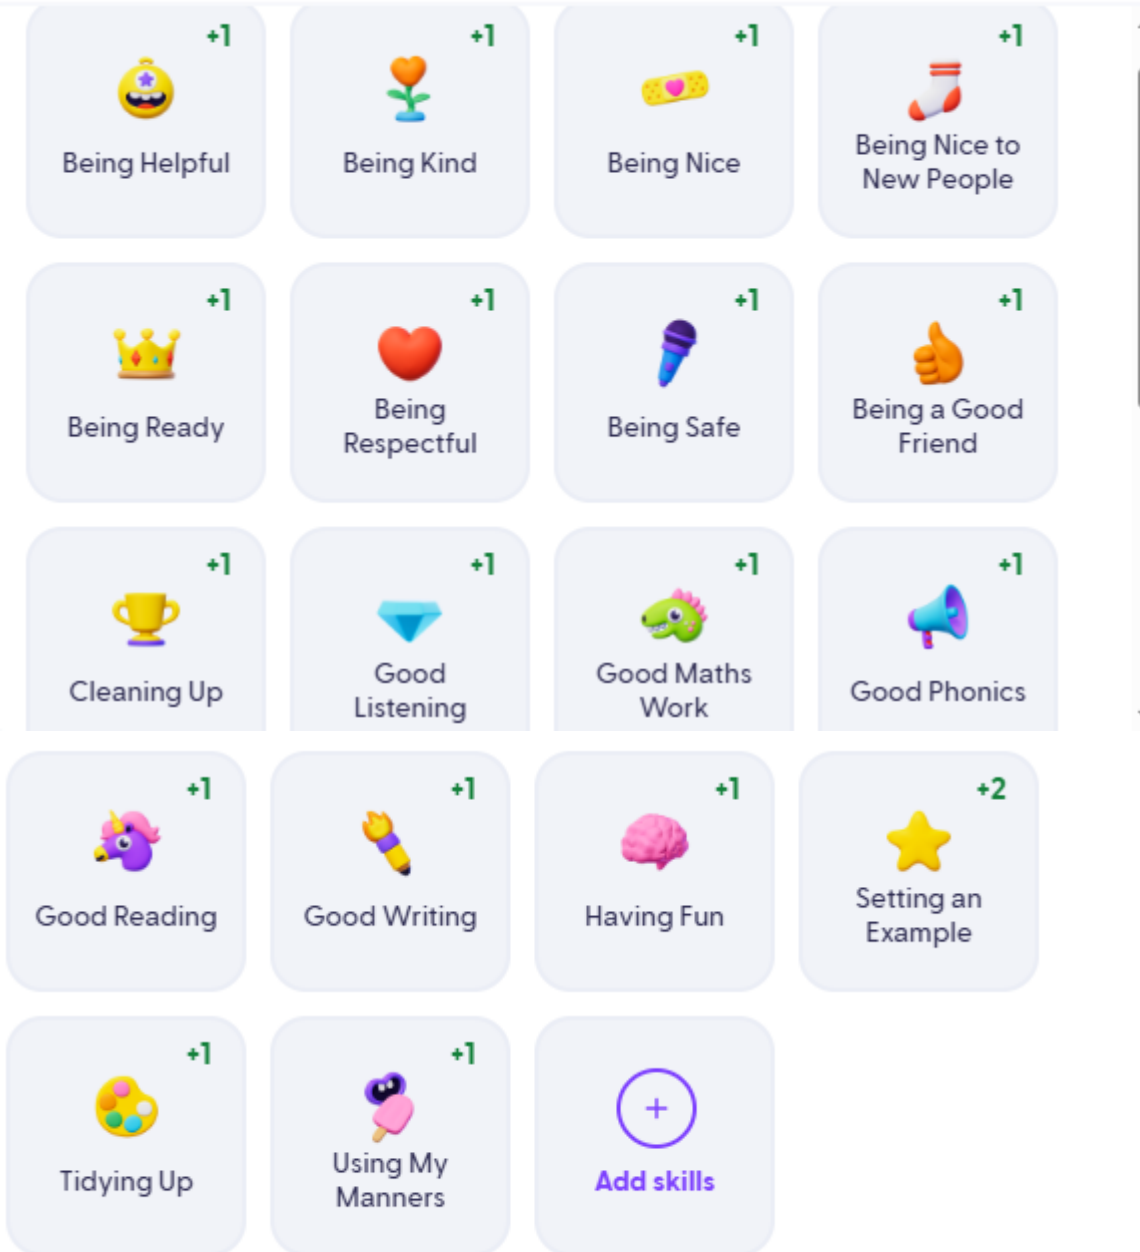 +1
+1
+1
+1
Being Helpful
Being Kind
Being Nice
Being Nice to
New People
+1
+1
+1
+1
Being Ready
Being
Respectful
Being Safe
Being a Good
Friend
+1
+1
+1
+1
Cleaning Up
Good
Listening
Good Maths
Work
Good Phonics
+1
+1
+1
+2
Good Reading
Good Writing
Having Fun
Setting an
Example
+1
+1
Tidying Up
Using My
Manners
+
Add skills